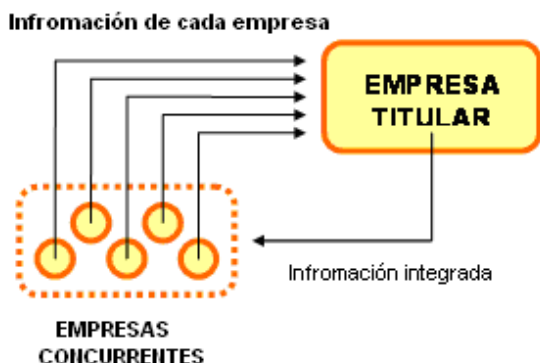 Infromación de cada empresa
EMPRESA
TITULAR
Infromación integrada
EMPRESAS
CONCURRENTES